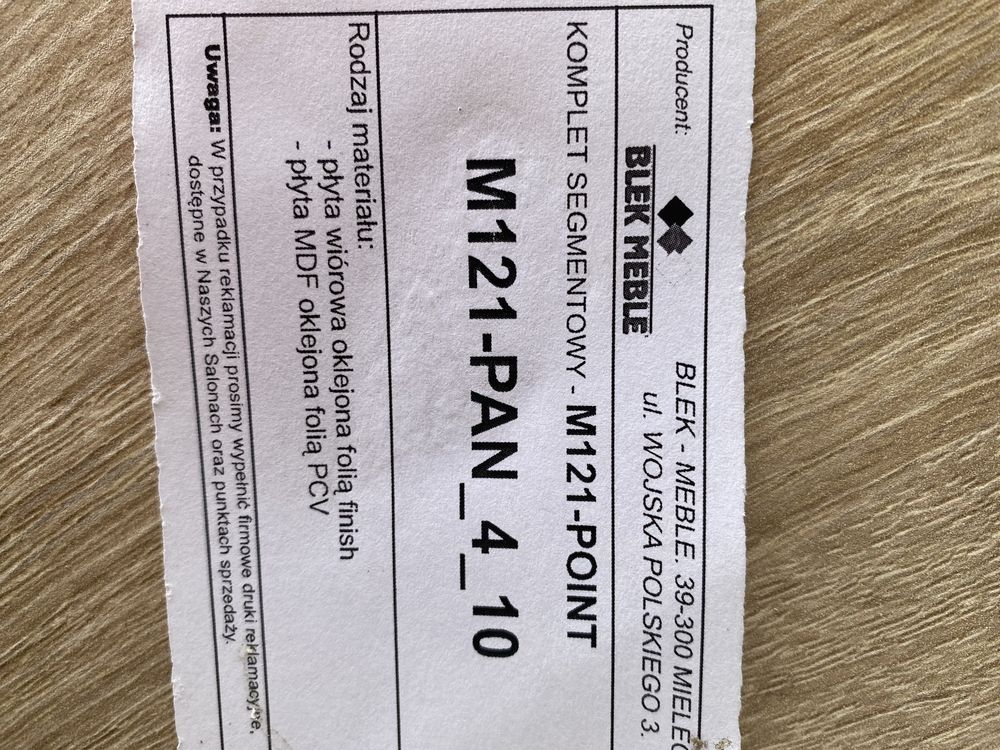 Producent:
BLEK MEBLE
BLEK - MEBLE. 39-300 MIELEC
ul. WOJSKA POLSKIEGO 3.
KOMPLET SEGMENTOWY - M121-POINT
M121-PAN_4_10
Rodzaj materiału:
- płyta wiórowa oklejona folią finish
- płyta MDF oklejona folią PCV
Uwaga: W przypadku reklamacji prosimy wypełnić firmowe druki reklamacyjne,
dostępne w Naszych Salonach oraz punktach sprzedaży.